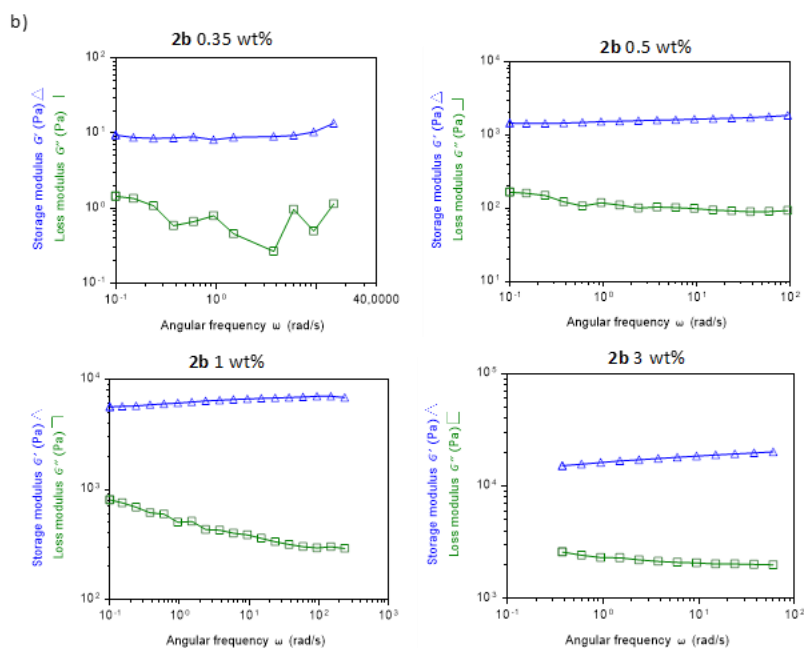 b)
2b 0.35 wt%
10²
10¹
10⁰
10⁻¹
Storage modulus G' (Pa)
Loss modulus G'' (Pa)
10⁻¹ 10⁰ 40,0000
Angular frequency ω (rad/s)
2b 0.5 wt%
10⁴
10³
10²
10¹
Storage modulus G' (Pa)
Loss modulus G'' (Pa)
10⁻¹ 10⁰ 10¹ 10²
Angular frequency ω (rad/s)
2b 1 wt%
10⁴
10³
10²
Storage modulus G' (Pa)
Loss modulus G'' (Pa)
10⁻¹ 10⁰ 10¹ 10² 10³
Angular frequency ω (rad/s)
2b 3 wt%
10⁵
10⁴
10³
Storage modulus G' (Pa)
Loss modulus G'' (Pa)
10⁻¹ 10⁰ 10¹ 10²
Angular frequency ω (rad/s)